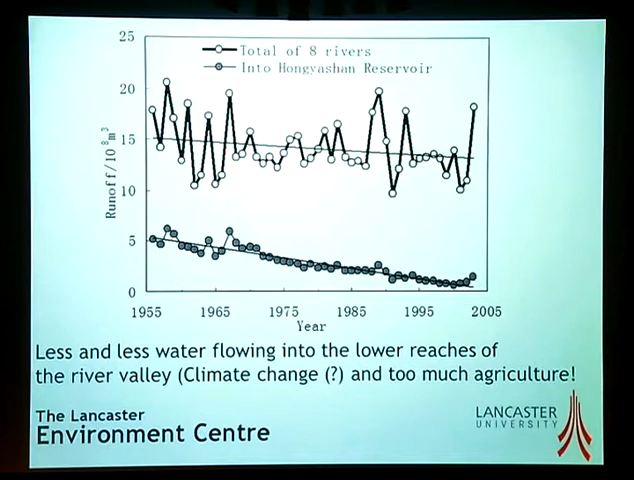 25
Total of 8 rivers
Into Hongyashan Reservoir
20
15
10
5
0
Runoff/10⁸m³
1955 1965 1975 1985 1995 2005
Year
Less and less water flowing into the lower reaches of
the river valley (Climate change (?) and too much agriculture!
The Lancaster
Environment Centre
LANCASTER
UNIVERSITY